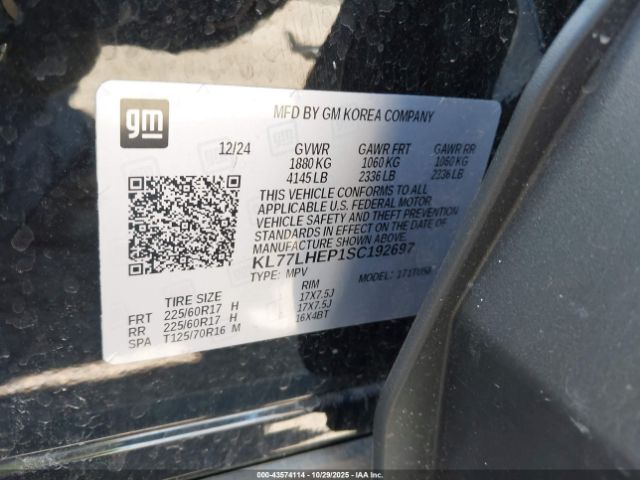 gm
MFD BY GM KOREA COMPANY
12/24 GVWR GAWR FRT GAWR RR
1880 KG 1060 KG 1060 KG
4145 LB 2336 LB 2336 LB
THIS VEHICLE CONFORMS TO ALL
APPLICABLE U.S. FEDERAL MOTOR
VEHICLE SAFETY AND THEFT PREVENTION
STANDARDS IN EFFECT ON THE DATE OF
MANUFACTURE SHOWN ABOVE.
KL77LHEP1SC192697
TYPE: MPV MODEL:
TIRE SIZE RIM
FRT 225/60R17 H 17X7.5J
RR 225/60R17 H 17X7.5J
SPA T125/70R16 M 16X4BT
000-43574114 - 10/29/2025 - IAA Inc.